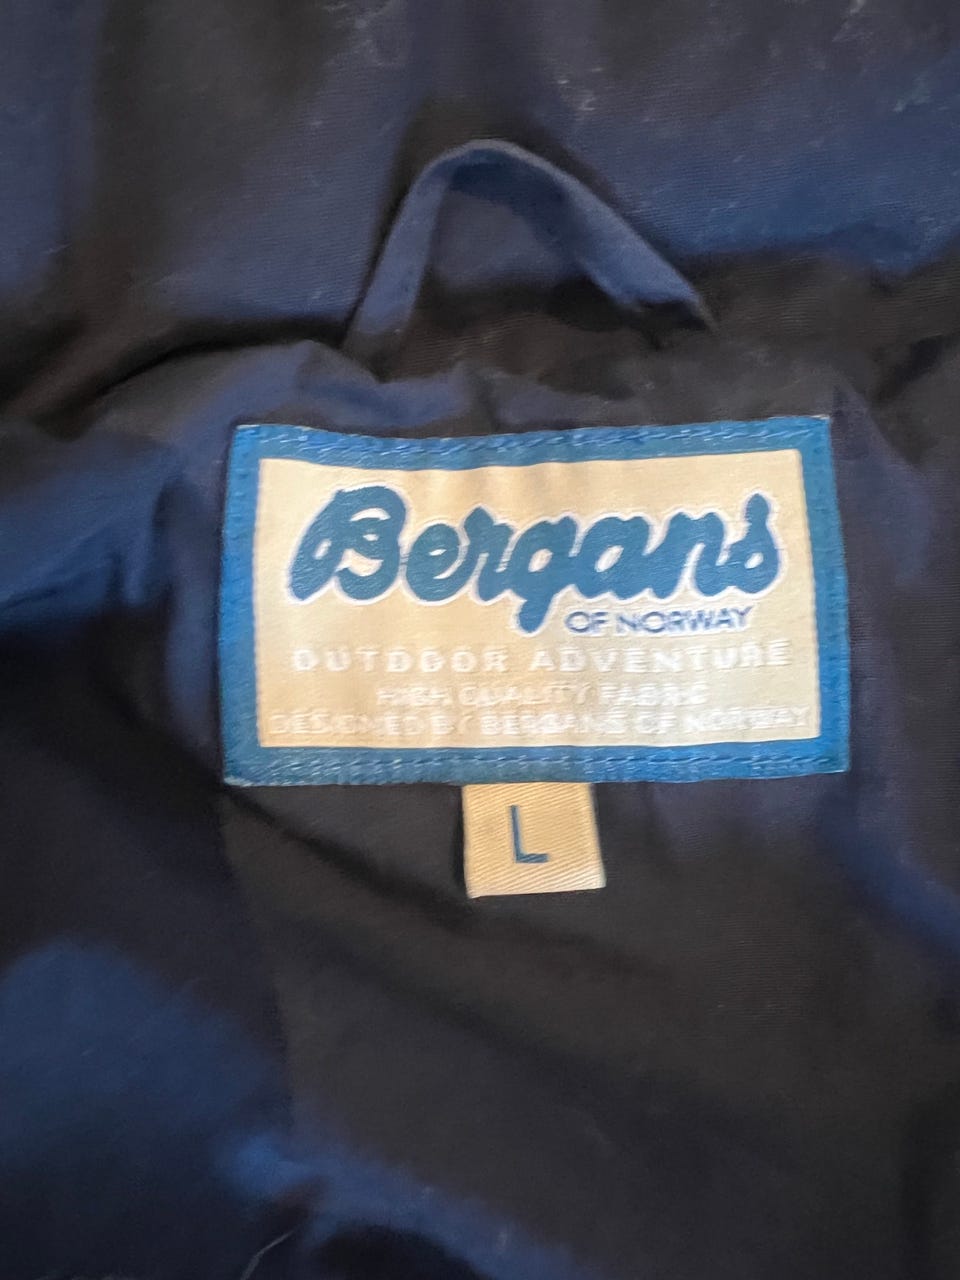 Bergans
OF NORWAY
OUTDOOR ADVENTURE
HIGH QUALITY FABRIC
DESIGNED BY BERGANS OF NORWAY
L